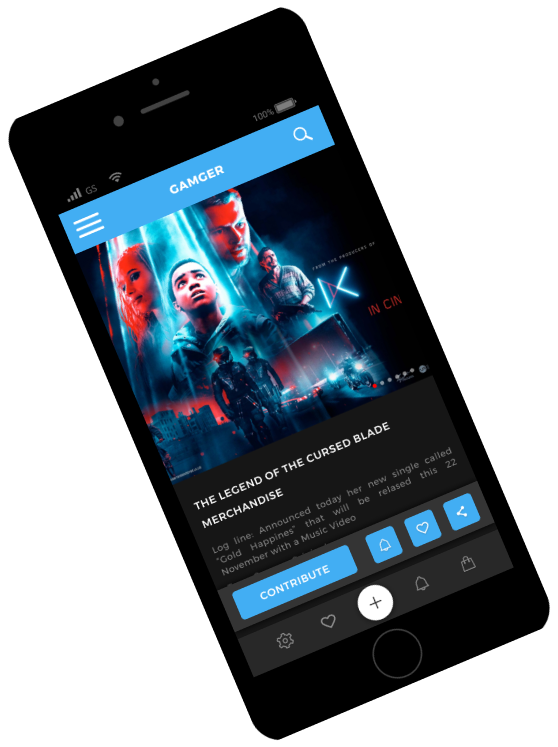 100%
GS
GAMGER
FROM THE PRODUCERS OF
IN CIN
THE LEGEND OF THE CURSED BLADE
MERCHANDISE
Log line: Announced today her new single called
"Gold Happines" that will be relased this 22
November with a Music Video
CONTRIBUTE